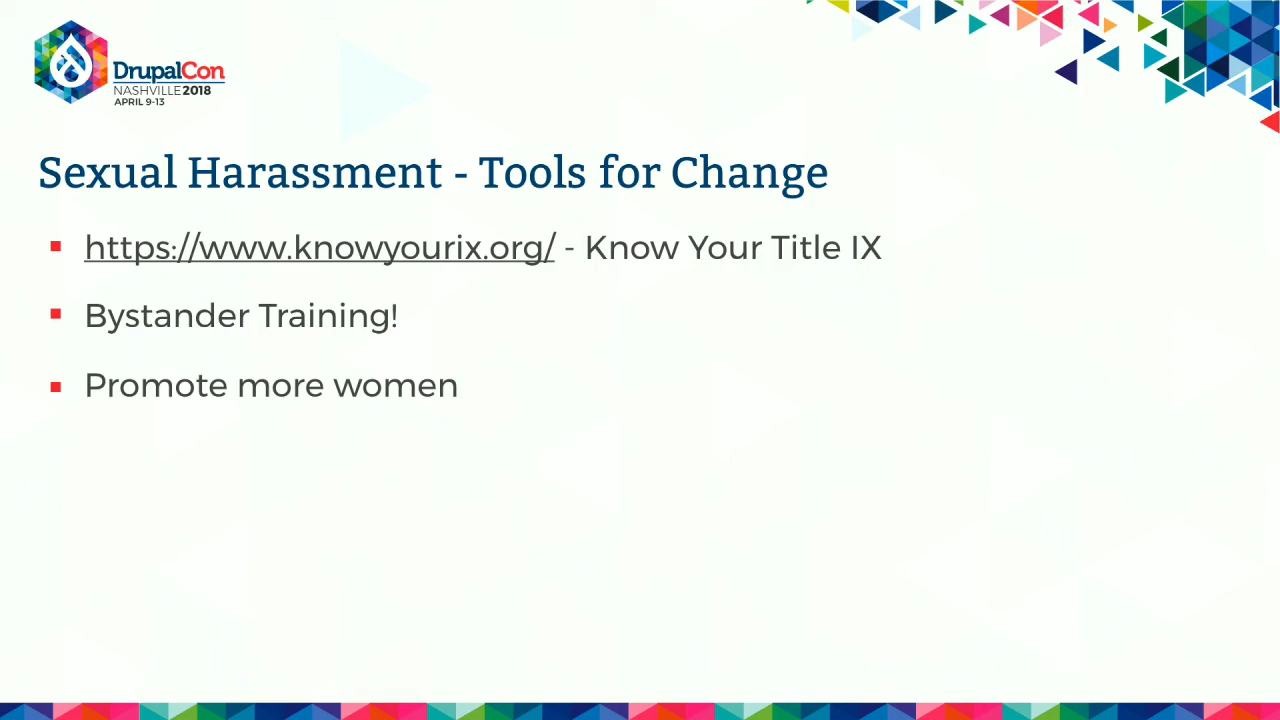 DrupalCon
NASHVILLE 2018
APRIL 9-13
Sexual Harassment - Tools for Change
https://www.knowyourix.org/ - Know Your Title IX
Bystander Training!
Promote more women